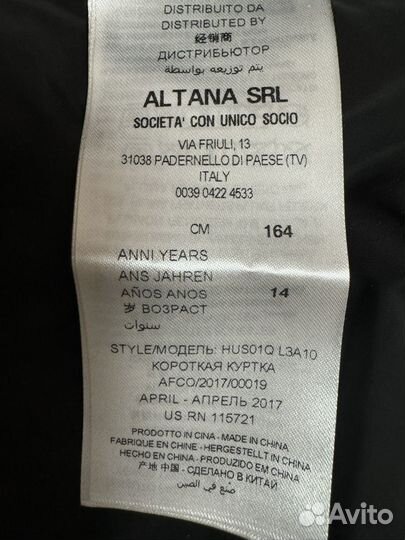 DISTRIBUITO DA
DISTRIBUTED BY
经销商
ДИСТРИБЬЮТОР
يتم توزيعه بواسطة
ALTANA SRL
SOCIETA' CON UNICO SOCIO
VIA FRIULI, 13
31038 PADERNELLO DI PAESE (TV)
ITALY
0039 0422 4533
CM 164
ANNI YEARS
ANS JAHREN
AÑOS ANOS 14
岁 ВОЗРАСТ
سنوات
STYLE/МОДЕЛЬ: HUS01Q L3A10
КОРОТКАЯ КУРТКА
AFCO/2017/00019
APRIL - АПРЕЛЬ 2017
US RN 115721
PRODOTTO IN CINA - MADE IN CHINA
FABRIQUE EN CHINE - HERGESTELLT IN CHINA
HECHO EN CHINA - PRODUZIDO EM CHINA
产 地 中国 - СДЕЛАНО В КИТАЙ
صنع في الصين
Avito